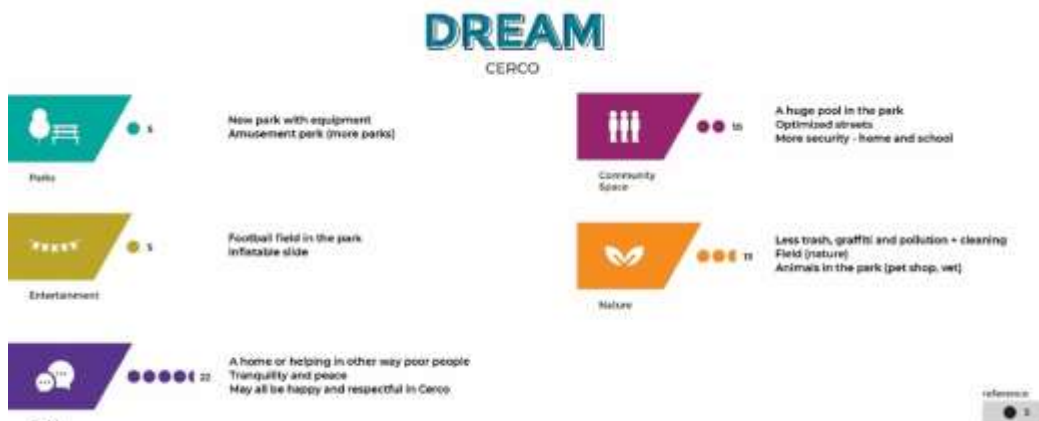 DREAM
CERCO
5
New park with equipment
Amusement park (more parks)
Parks
5
Football field in the park
Inflatable slide
Entertainment
22
A home or helping in other way poor people
Tranquility and peace
May all be happy and respectful in Cerco
10
A huge pool in the park
Optimized streets
More security - home and school
Community
Space
Less trash, graffiti and pollution + cleaning
Field (nature)
Animals in the park (pet shop, vet)
Nature
reference
5